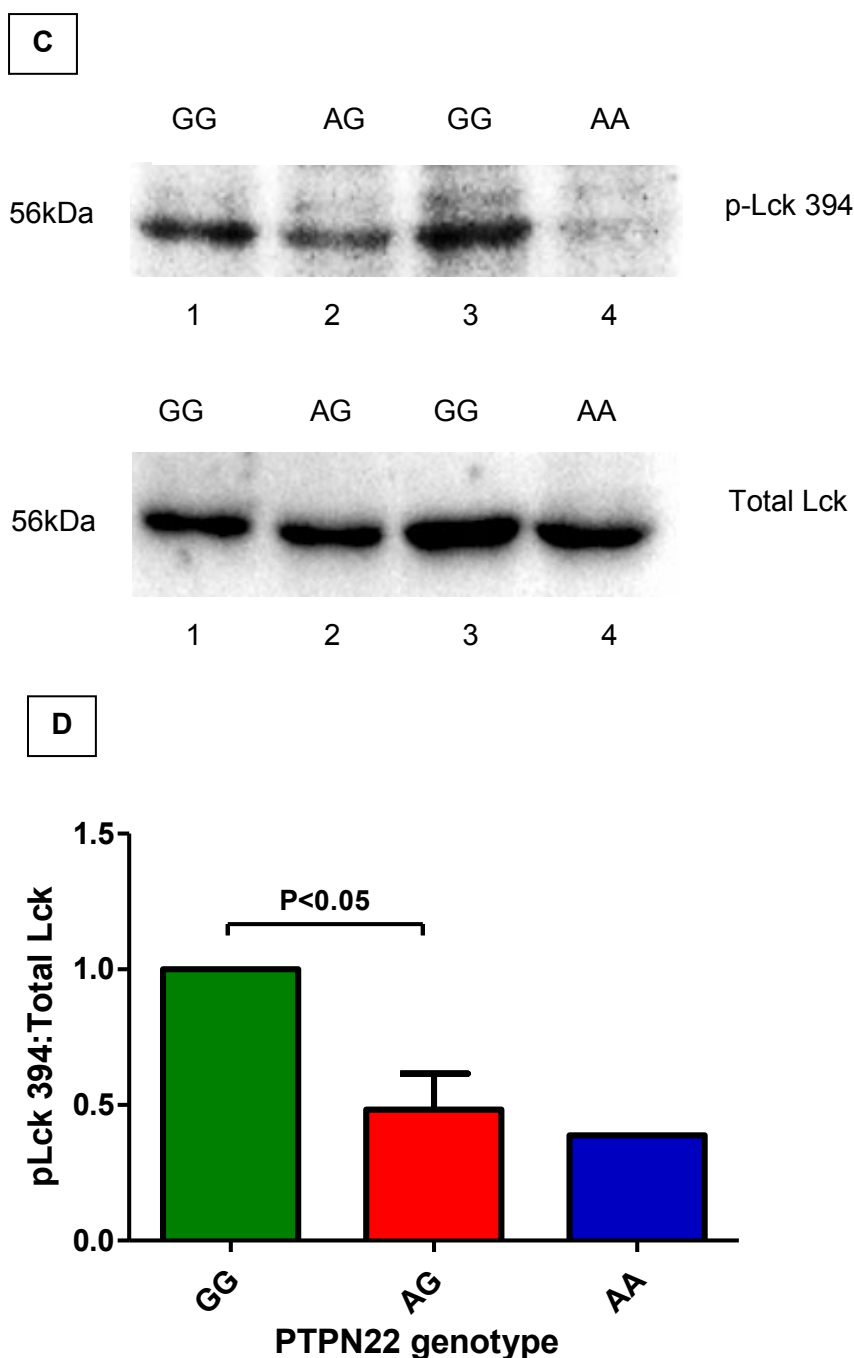 C
GG AG GG AA
56kDa p-Lck 394
1 2 3 4
GG AG GG AA
56kDa Total Lck
1 2 3 4
D
1.5
P<0.05
1.0
0.5
0.0
pLck 394:Total Lck
GG AG AA
PTPN22 genotype